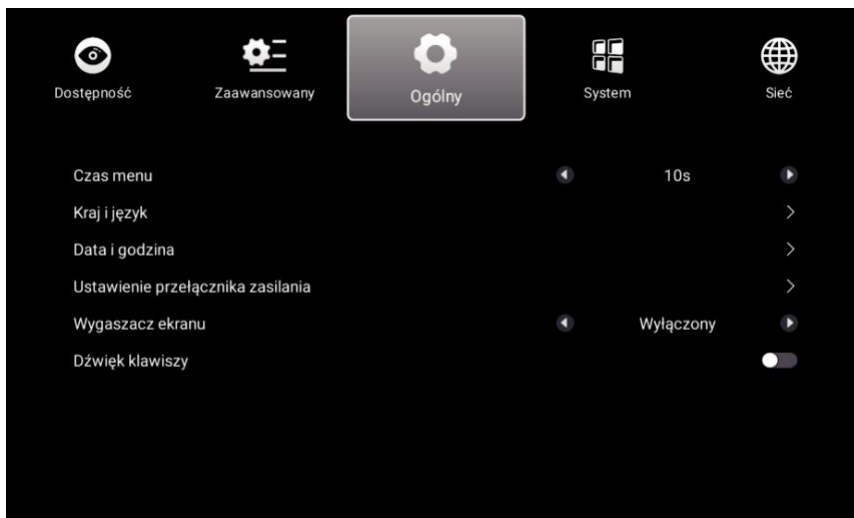 Dostępność
Zaawansowany
Ogólny
System
Sieć
Czas menu 10s
Kraj i język
Data i godzina
Ustawienie przełącznika zasilania
Wygaszacz ekranu Wyłączony
Dźwięk klawiszy